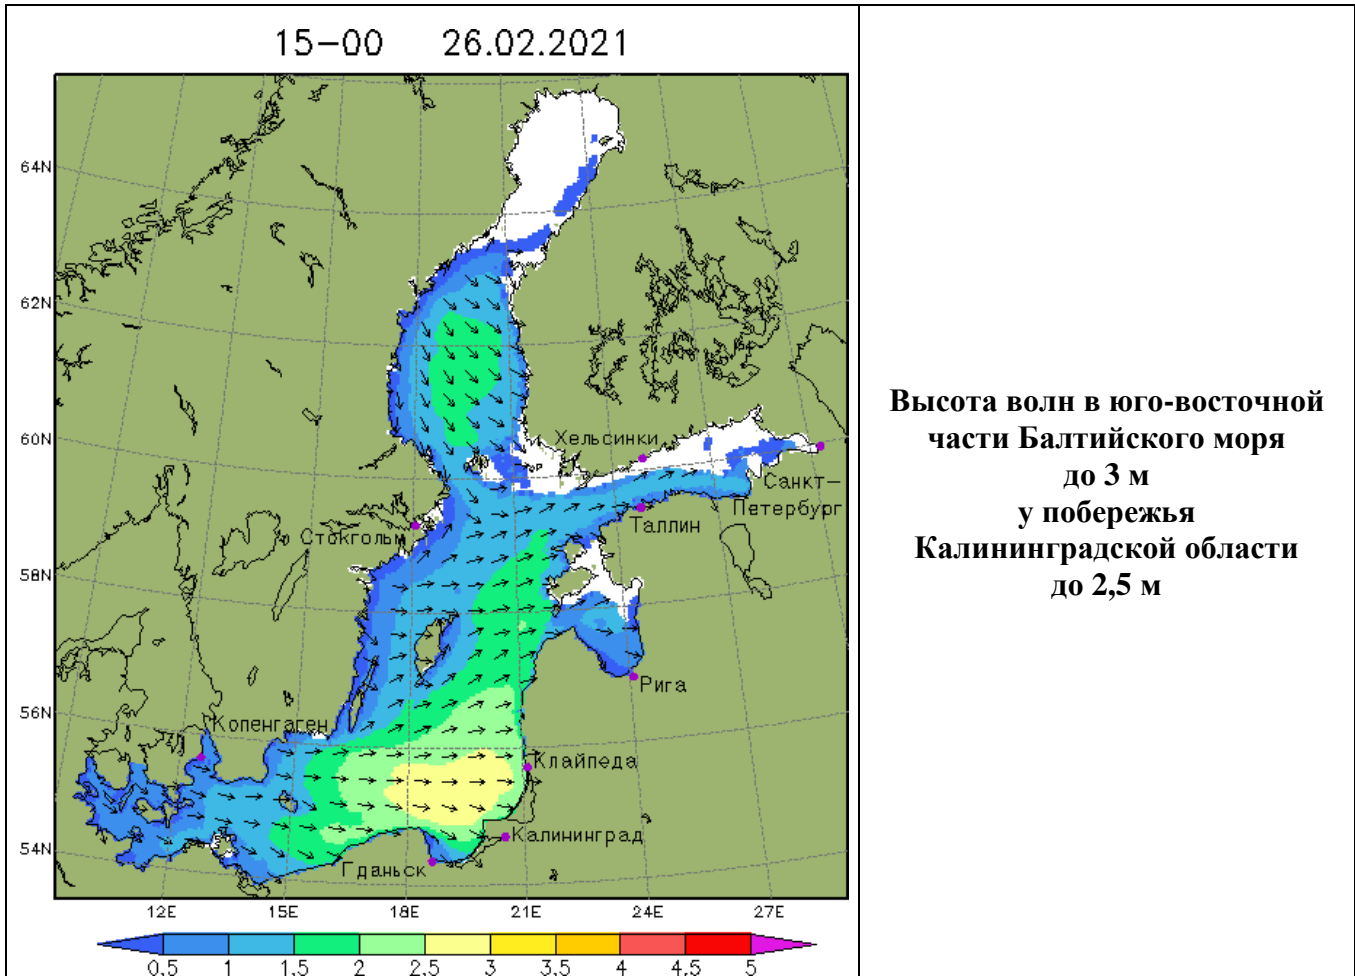 15-00 26.02.2021
64N
62N
60N
58N
56N
54N
Хельсинки
Санкт-
Петербург
Таллин
Стокгольм
Рига
Копенгаген
Клайпеда
Калининград
Гданьск
12E 15E 18E 21E 24E 27E
0.5 1 1.5 2 2.5 3 3.5 4 4.5 5
Высота волн в юго-восточной
части Балтийского моря
до 3 м
у побережья
Калининградской области
до 2,5 м